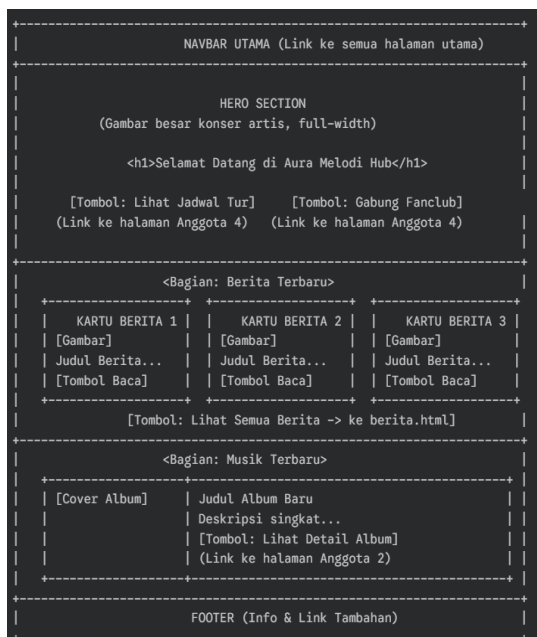 NAVBAR UTAMA (Link ke semua halaman utama)
HERO SECTION
(Gambar besar konser artis, full-width)
<h1>Selamat Datang di Aura Melodi Hub</h1>
[Tombol: Lihat Jadwal Tur] [Tombol: Gabung Fanclub]
(Link ke halaman Anggota 4) (Link ke halaman Anggota 4)
<Bagian: Berita Terbaru>
KARTU BERITA 1 | | KARTU BERITA 2 | | KARTU BERITA 3
[Gambar] | | [Gambar] | | [Gambar]
Judul Berita... | | Judul Berita... | | Judul Berita...
[Tombol Baca] | | [Tombol Baca] | | [Tombol Baca]
[Tombol: Lihat Semua Berita -> ke berita.html]
<Bagian: Musik Terbaru>
[Cover Album] | Judul Album Baru
Deskripsi singkat...
[Tombol: Lihat Detail Album]
(Link ke halaman Anggota 2)
FOOTER (Info & Link Tambahan)